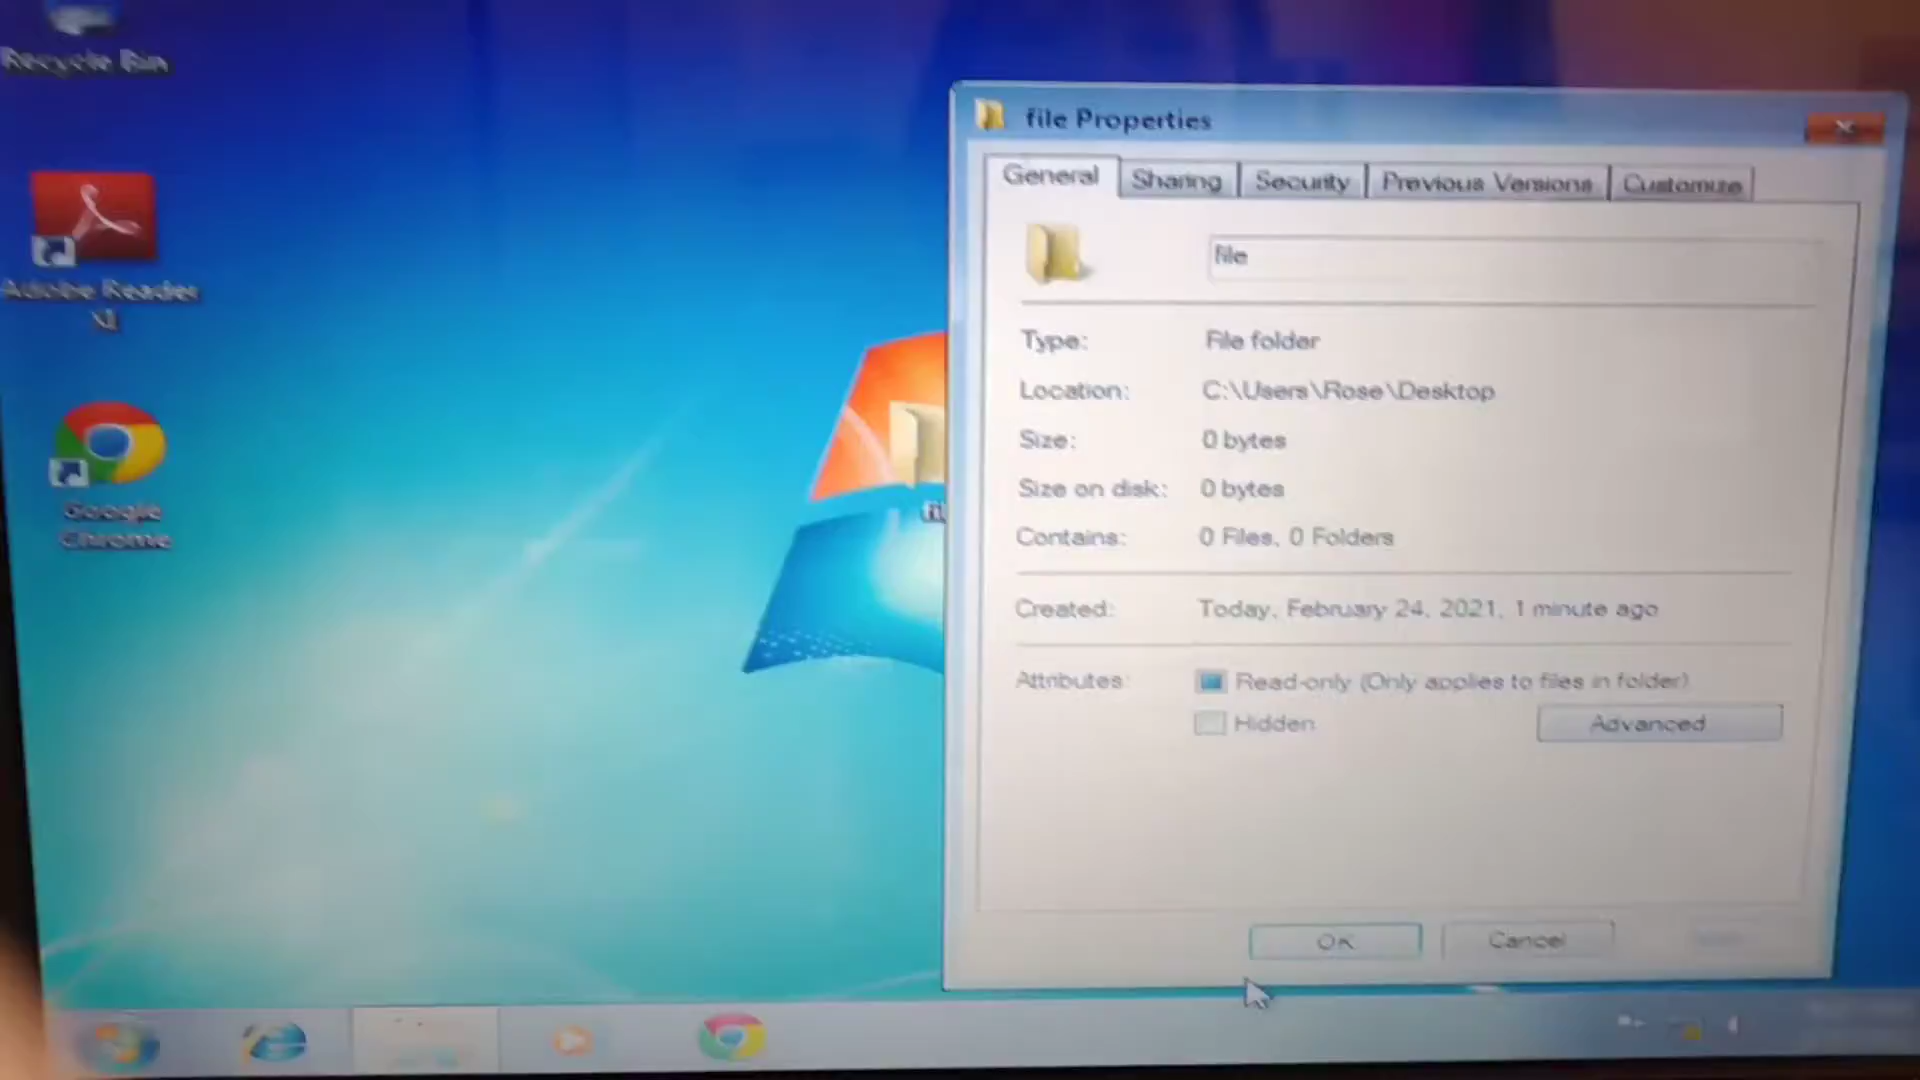 Recycle Bin
Adobe Reader
XI
Google
Chrome
fil
file Properties
General
Sharing
Security
Previous Versions
Customize
file
Type: File folder
Location: C:\Users\Rose\Desktop
Size: 0 bytes
Size on disk: 0 bytes
Contains: 0 Files, 0 Folders
Created: Today, February 24, 2021, 1 minute ago
Attributes: Read-only (Only applies to files in folder)
Hidden
Advanced
OK
Cancel